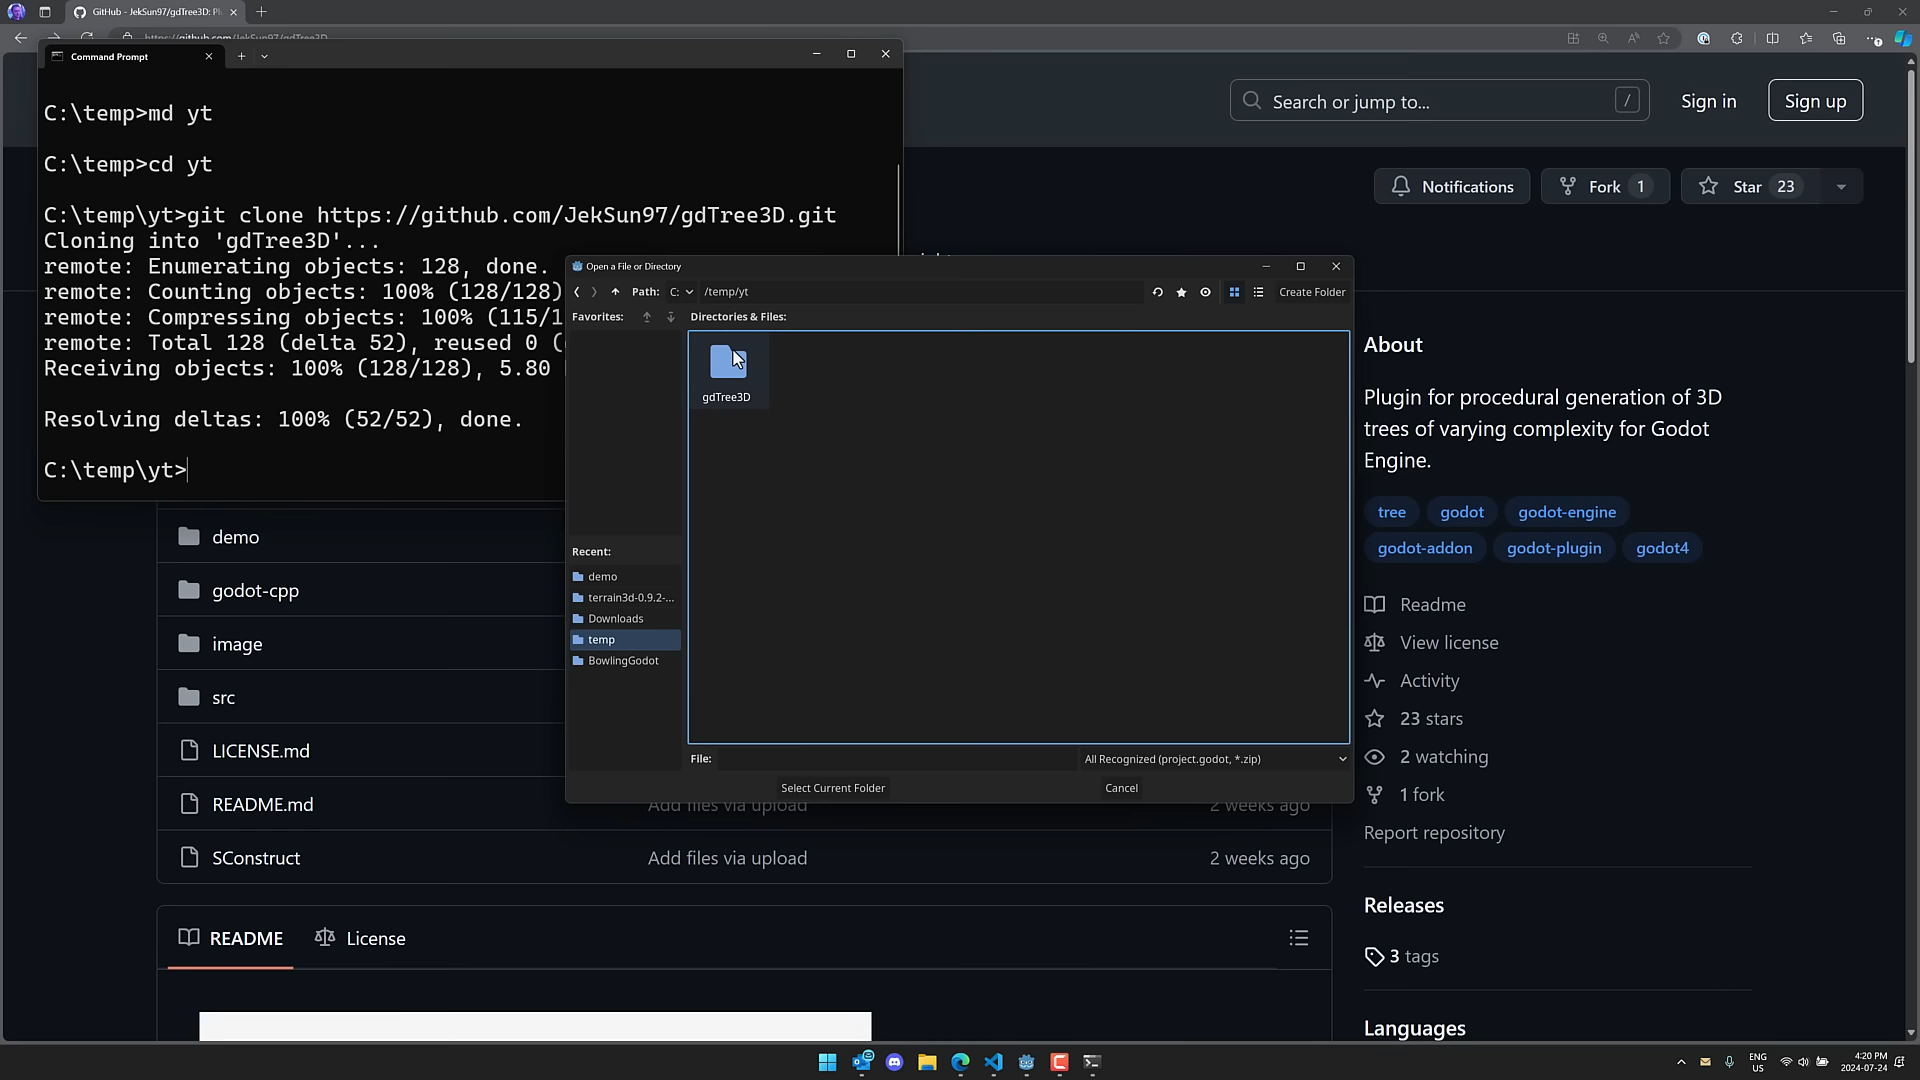 GitHub - JekSun97/gdTree3D: Pl
https://github.com/JekSun97/gdTree3D
Command Prompt
C:\temp>md yt
C:\temp>cd yt
C:\temp\yt>git clone https://github.com/JekSun97/gdTree3D.git
Cloning into 'gdTree3D'...
remote: Enumerating objects: 128, done.
remote: Counting objects: 100% (128/128)
remote: Compressing objects: 100% (115/1
remote: Total 128 (delta 52), reused 0 (
Receiving objects: 100% (128/128), 5.80
Resolving deltas: 100% (52/52), done.
C:\temp\yt>
Search or jump to...
/
Sign in
Sign up
Notifications
Fork 1
Star 23
Open a File or Directory
Path: C: /temp/yt
Create Folder
Favorites:
Directories & Files:
gdTree3D
Recent:
demo
terrain3d-0.9.2-...
Downloads
temp
BowlingGodot
File:
All Recognized (project.godot, *.zip)
Select Current Folder
Cancel
demo
godot-cpp
image
src
LICENSE.md
README.md
Add files via upload
2 weeks ago
SConstruct
Add files via upload
2 weeks ago
README
License
About
Plugin for procedural generation of 3D
trees of varying complexity for Godot
Engine.
tree
godot
godot-engine
godot-addon
godot-plugin
godot4
Readme
View license
Activity
23 stars
2 watching
1 fork
Report repository
Releases
3 tags
Languages
ENG
US
4:20 PM
2024-07-24